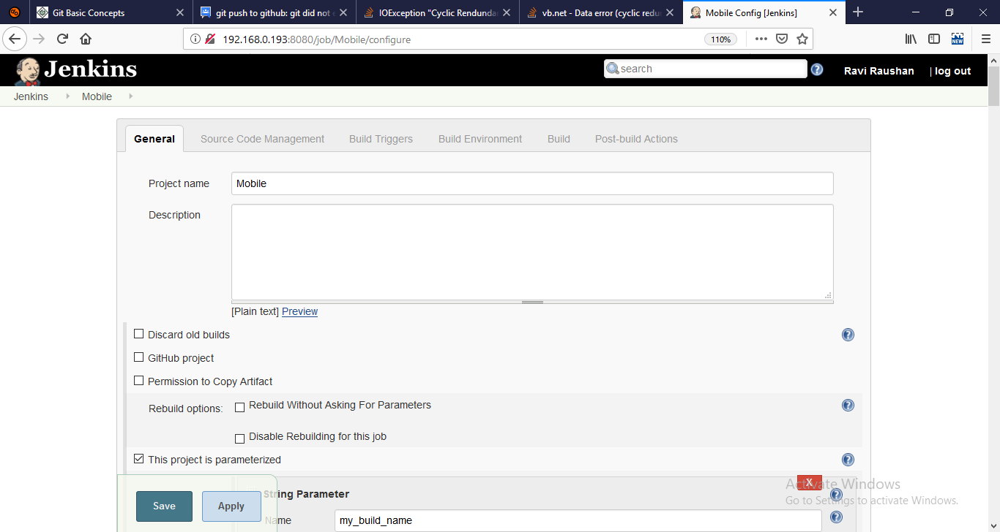 Git Basic Concepts
git push to github: git did not e
IOException "Cyclic Rendunda
vb.net - Data error (cyclic redu
Mobile Config [Jenkins]
192.168.0.193:8080/job/Mobile/configure
110%
NEW
Jenkins
search
Ravi Raushan
| log out
Jenkins
Mobile
General
Source Code Management
Build Triggers
Build Environment
Build
Post-build Actions
Project name
Mobile
Description
[Plain text] Preview
Discard old builds
GitHub project
Permission to Copy Artifact
Rebuild options:
Rebuild Without Asking For Parameters
Disable Rebuilding for this job
This project is parameterized
X
Activate Windows
String Parameter
Go to Settings to activate Windows.
Save
Apply
Name
my_build_name